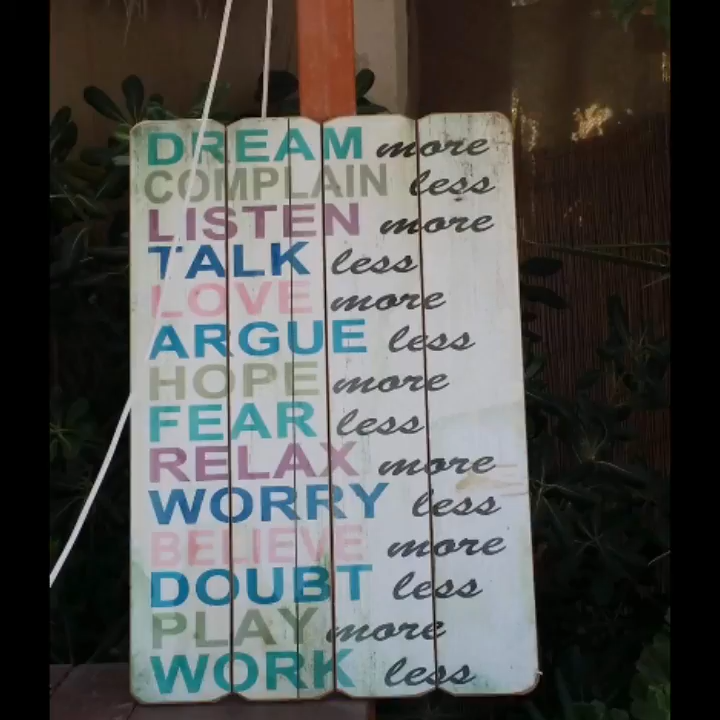 DREAM more
COMPLAIN less
LISTEN more
TALK less
LOVE more
ARGUE less
HOPE more
FEAR less
RELAX more
WORRY less
BELIEVE more
DOUBT less
PLAY more
WORK less